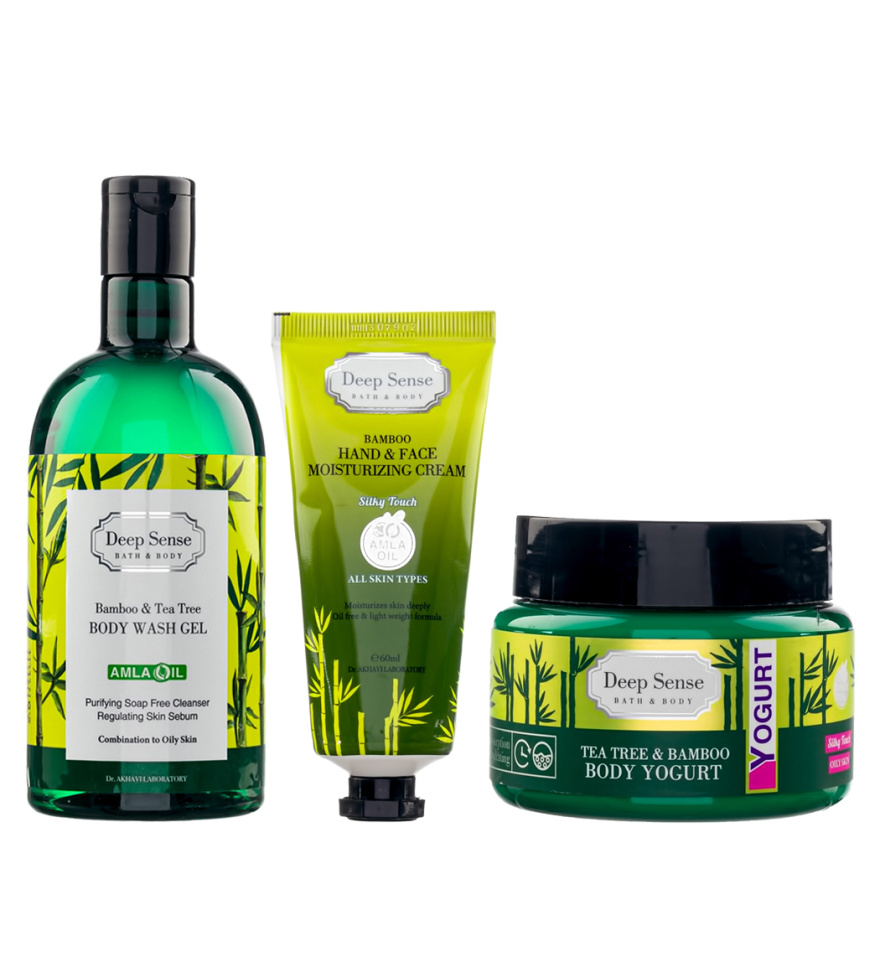 Deep Sense
BATH & BODY
Bamboo & Tea Tree
BODY WASH GEL
AMLA OIL
Purifying Soap Free Cleanser
Regulating Skin Sebum
Combination to Oily Skin
Dr. AKHAVI LABORATORY
Deep Sense
BATH & BODY
BAMBOO
HAND & FACE
MOISTURIZING CREAM
Silky Touch
AMLA
OIL
ALL SKIN TYPES
Moisturizes skin deeply
Oil free & light weight formula
℮60ml
Dr. AKHAVI LABORATORY
Deep Sense
BATH & BODY
TEA TREE & BAMBOO
BODY YOGURT
YOGURT
Silky Touch
OILY SKIN